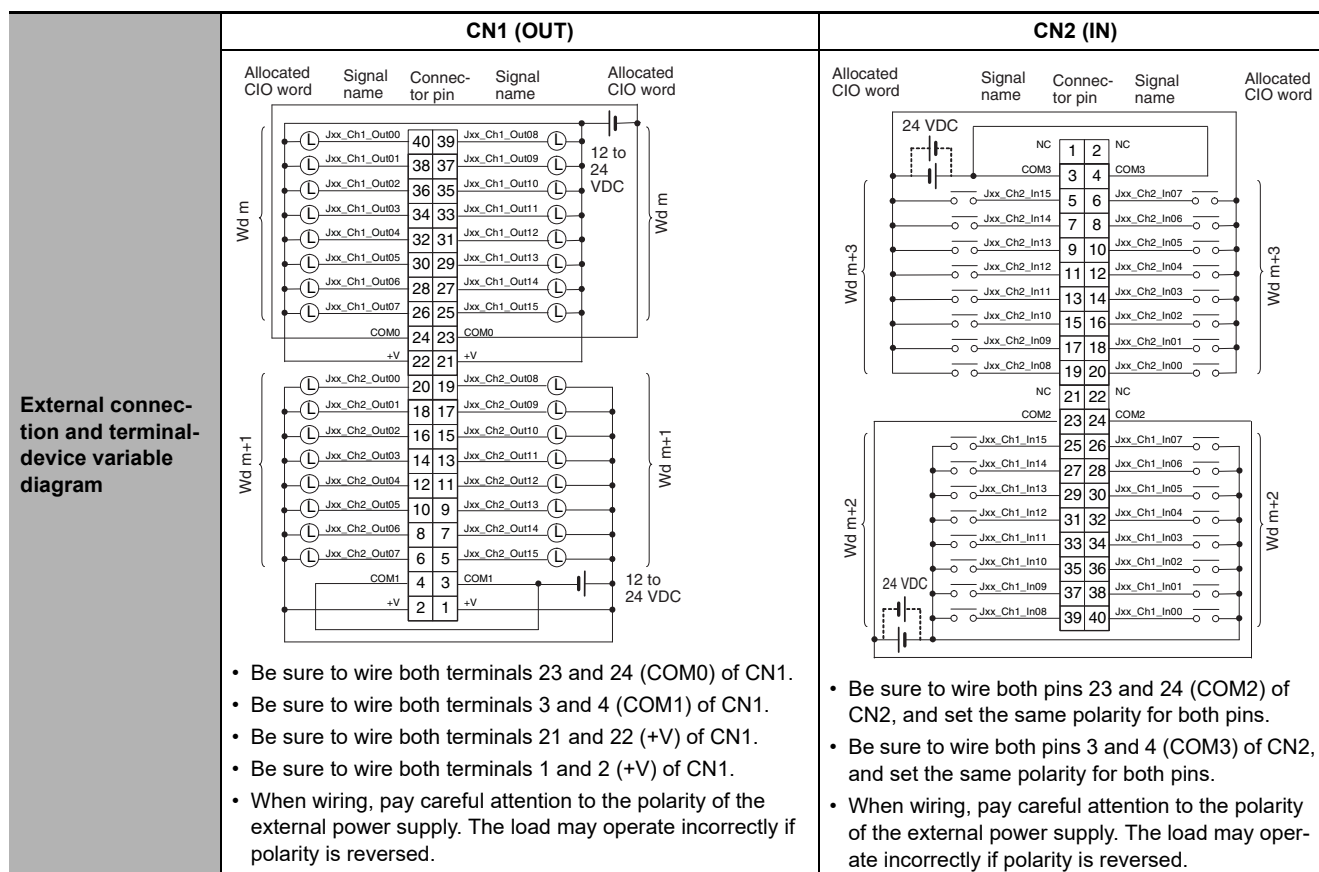 CN1 (OUT)
CN2 (IN)
External connec-
tion and terminal-
device variable
diagram
Allocated
CIO word
Signal
name
Connec-
tor pin
Signal
name
Allocated
CIO word
12 to
24
VDC
Wd m
Wd m
Jxx_Ch1_Out00 40 39 Jxx_Ch1_Out08
Jxx_Ch1_Out01 38 37 Jxx_Ch1_Out09
Jxx_Ch1_Out02 36 35 Jxx_Ch1_Out10
Jxx_Ch1_Out03 34 33 Jxx_Ch1_Out11
Jxx_Ch1_Out04 32 31 Jxx_Ch1_Out12
Jxx_Ch1_Out05 30 29 Jxx_Ch1_Out13
Jxx_Ch1_Out06 28 27 Jxx_Ch1_Out14
Jxx_Ch1_Out07 26 25 Jxx_Ch1_Out15
COM0 24 23 COM0
+V 22 21 +V
Wd m+1
Wd m+1
Jxx_Ch2_Out00 20 19 Jxx_Ch2_Out08
Jxx_Ch2_Out01 18 17 Jxx_Ch2_Out09
Jxx_Ch2_Out02 16 15 Jxx_Ch2_Out10
Jxx_Ch2_Out03 14 13 Jxx_Ch2_Out11
Jxx_Ch2_Out04 12 11 Jxx_Ch2_Out12
Jxx_Ch2_Out05 10 9 Jxx_Ch2_Out13
Jxx_Ch2_Out06 8 7 Jxx_Ch2_Out14
Jxx_Ch2_Out07 6 5 Jxx_Ch2_Out15
COM1 4 3 COM1
+V 2 1 +V
12 to
24 VDC
• Be sure to wire both terminals 23 and 24 (COM0) of CN1.
• Be sure to wire both terminals 3 and 4 (COM1) of CN1.
• Be sure to wire both terminals 21 and 22 (+V) of CN1.
• Be sure to wire both terminals 1 and 2 (+V) of CN1.
• When wiring, pay careful attention to the polarity of the
external power supply. The load may operate incorrectly if
polarity is reversed.
Allocated
CIO word
Signal
name
Connec-
tor pin
Signal
name
Allocated
CIO word
24 VDC
NC 1 2 NC
COM3 3 4 COM3
Wd m+3
Wd m+3
Jxx_Ch2_In15 5 6 Jxx_Ch2_In07
Jxx_Ch2_In14 7 8 Jxx_Ch2_In06
Jxx_Ch2_In13 9 10 Jxx_Ch2_In05
Jxx_Ch2_In12 11 12 Jxx_Ch2_In04
Jxx_Ch2_In11 13 14 Jxx_Ch2_In03
Jxx_Ch2_In10 15 16 Jxx_Ch2_In02
Jxx_Ch2_In09 17 18 Jxx_Ch2_In01
Jxx_Ch2_In08 19 20 Jxx_Ch2_In00
NC 21 22 NC
COM2 23 24 COM2
Wd m+2
Wd m+2
Jxx_Ch1_In15 25 26 Jxx_Ch1_In07
Jxx_Ch1_In14 27 28 Jxx_Ch1_In06
Jxx_Ch1_In13 29 30 Jxx_Ch1_In05
Jxx_Ch1_In12 31 32 Jxx_Ch1_In04
Jxx_Ch1_In11 33 34 Jxx_Ch1_In03
Jxx_Ch1_In10 35 36 Jxx_Ch1_In02
Jxx_Ch1_In09 37 38 Jxx_Ch1_In01
Jxx_Ch1_In08 39 40 Jxx_Ch1_In00
24 VDC
• Be sure to wire both pins 23 and 24 (COM2) of
CN2, and set the same polarity for both pins.
• Be sure to wire both pins 3 and 4 (COM3) of CN2,
and set the same polarity for both pins.
• When wiring, pay careful attention to the polarity
of the external power supply. The load may oper-
ate incorrectly if polarity is reversed.